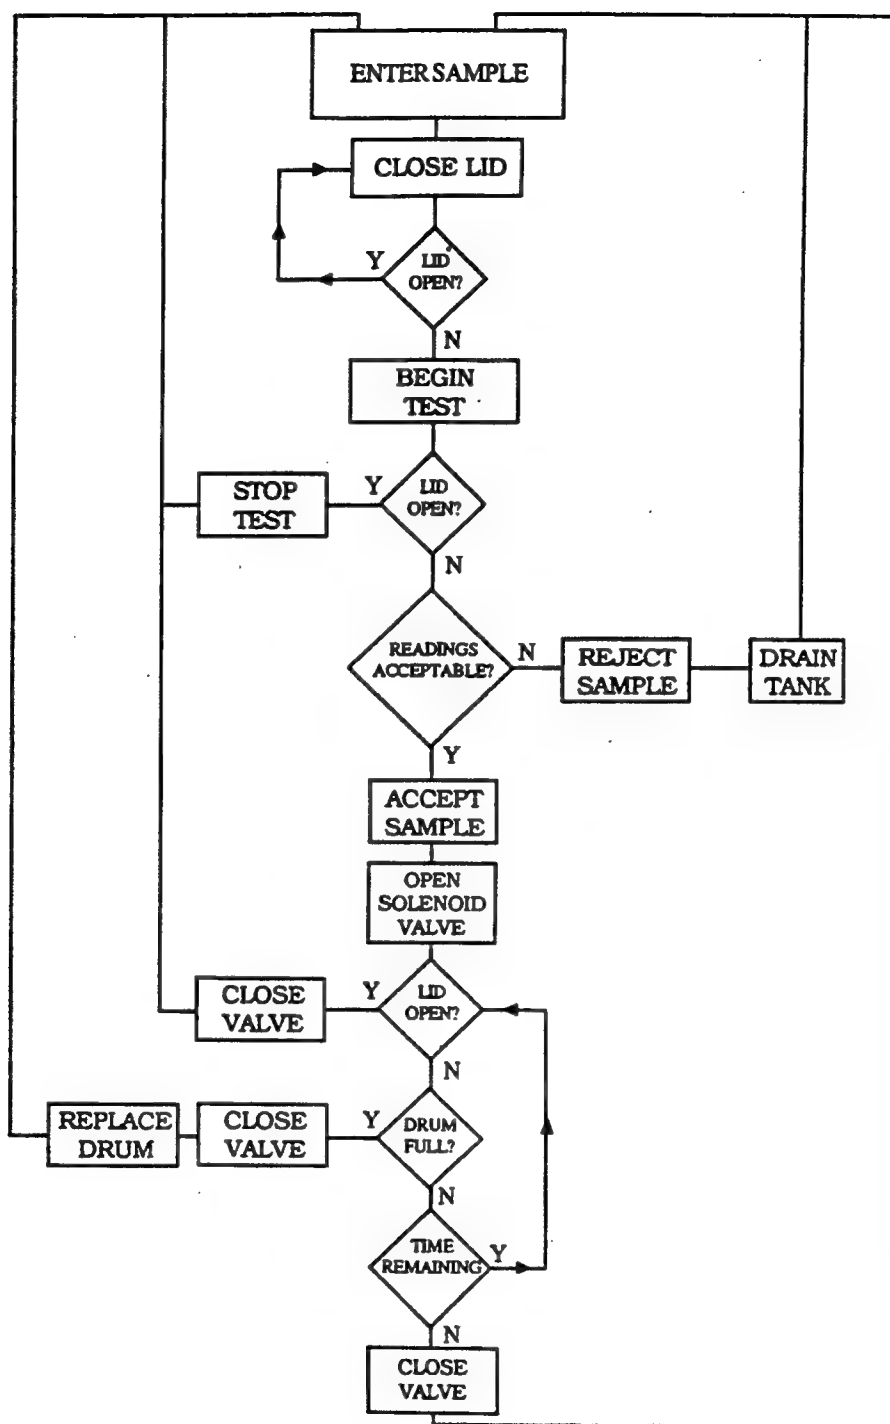 ENTER SAMPLE
CLOSE LID
Y
LID
OPEN?
N
BEGIN
TEST
STOP
TEST
Y
LID
OPEN?
N
READINGS
ACCEPTABLE?
N
REJECT
SAMPLE
DRAIN
TANK
Y
ACCEPT
SAMPLE
OPEN
SOLENOID
VALVE
CLOSE
VALVE
Y
LID
OPEN?
N
REPLACE
DRUM
CLOSE
VALVE
Y
DRUM
FULL?
N
TIME
REMAINING
Y
N
CLOSE
VALVE